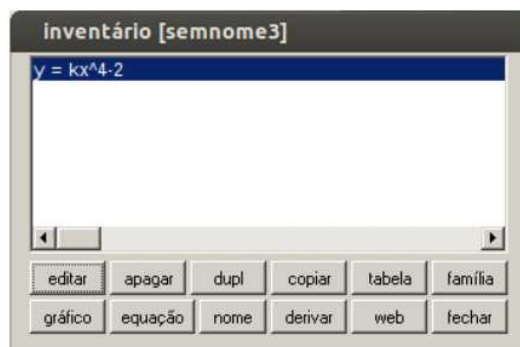 inventário [semnome3]
y = kx^4-2
editar apagar dupl copiar tabela família
gráfico equação nome derivar web fechar